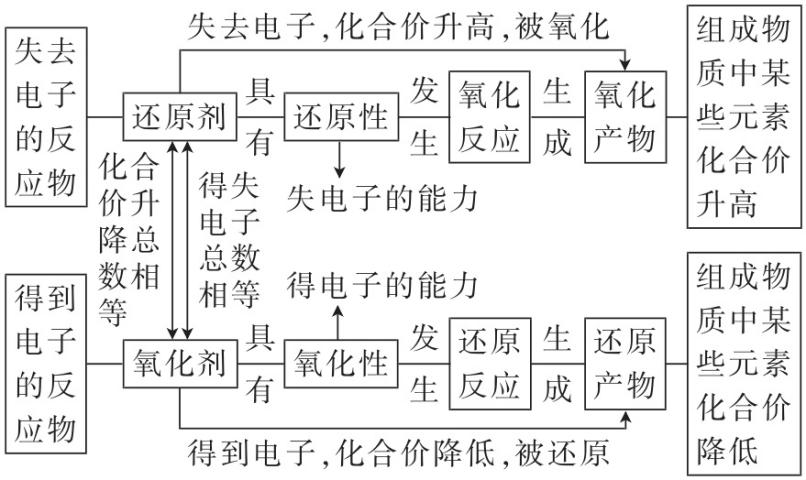 失去电子,化合价升高,被氧化
失去
电子
的反
应物
还原剂
具
有
还原性
发
生
氧化
反应
生
成
氧化
产物
组成物
质中某
些元素
化合价
升高
失电子的能力
化合
价升
降总
数相
等
得失
电子
总数
相等
得电子的能力
得到
电子
的反
应物
氧化剂
具
有
氧化性
发
生
还原
反应
生
成
还原
产物
组成物
质中某
些元素
化合价
降低
得到电子,化合价降低,被还原